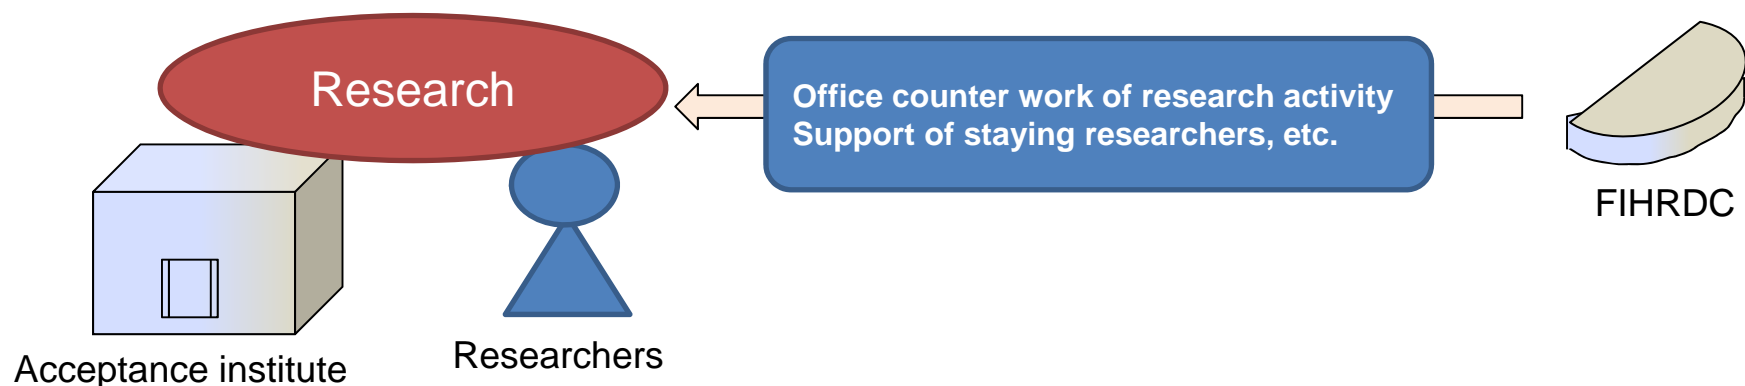 Research
Office counter work of research activity
Support of staying researchers, etc.
FIHRDC
Researchers
Acceptance institute